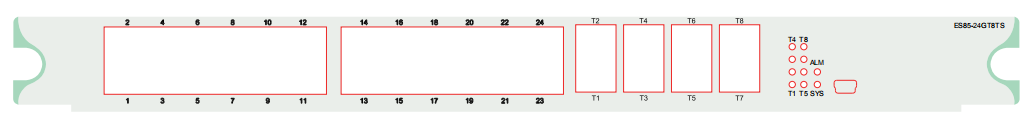 2 4 6 8 10 12 14 16 18 20 22 24 T2 T4 T6 T8 ES85-24GT8TS
T4 T8
ALM
T1 T5 SYS
1 3 5 7 9 11 13 15 17 19 21 23 T1 T3 T5 T7